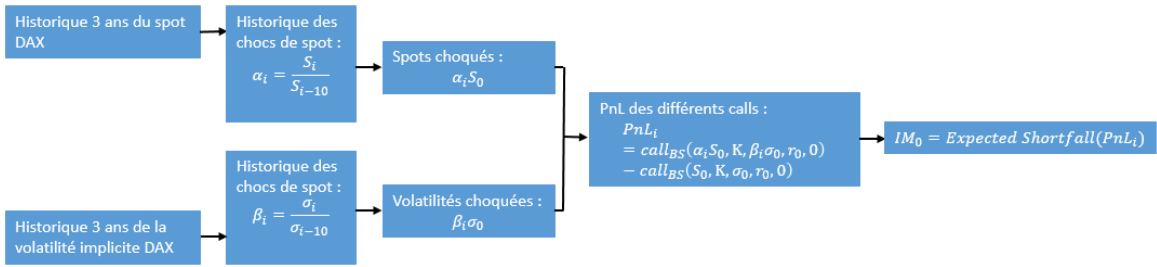 Historique 3 ans du spot
DAX
Historique des
chocs de spot :
αᵢ = Sᵢ / Sᵢ₋₁₀
Spots choqués :
αᵢS₀
Historique 3 ans de la
volatilité implicite DAX
Historique des
chocs de spot :
βᵢ = σᵢ / σᵢ₋₁₀
Volatilités choquées :
βᵢσ₀
PnL des différents calls :
PnLᵢ
= call_BS(αᵢS₀, K, βᵢσ₀, r₀, 0)
− call_BS(S₀, K, σ₀, r₀, 0)
IM₀ = Expected Shortfall(PnLᵢ)